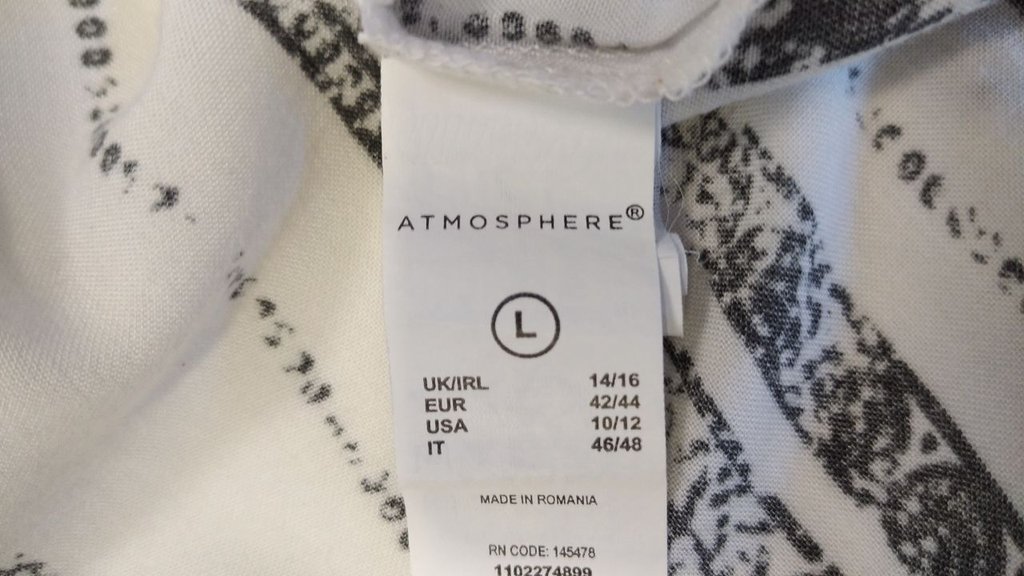 ATMOSPHERE®
L
UK/IRL 14/16
EUR 42/44
USA 10/12
IT 46/48
MADE IN ROMANIA
RN CODE: 145478
1102274899